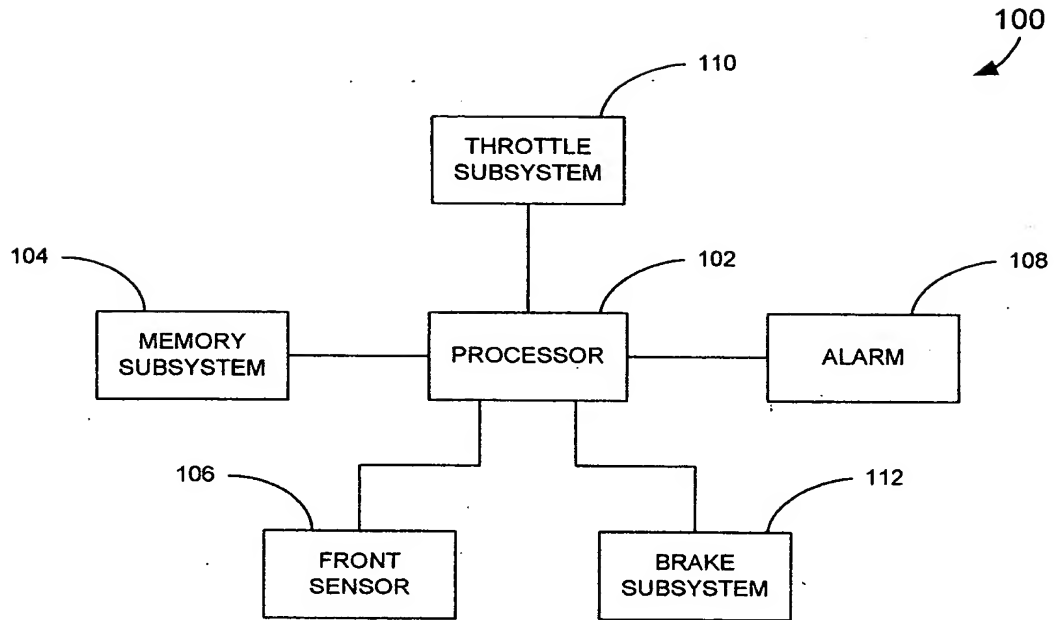 100
110
THROTTLE
SUBSYSTEM
104
102
108
MEMORY
SUBSYSTEM
PROCESSOR
ALARM
106
112
FRONT
SENSOR
BRAKE
SUBSYSTEM